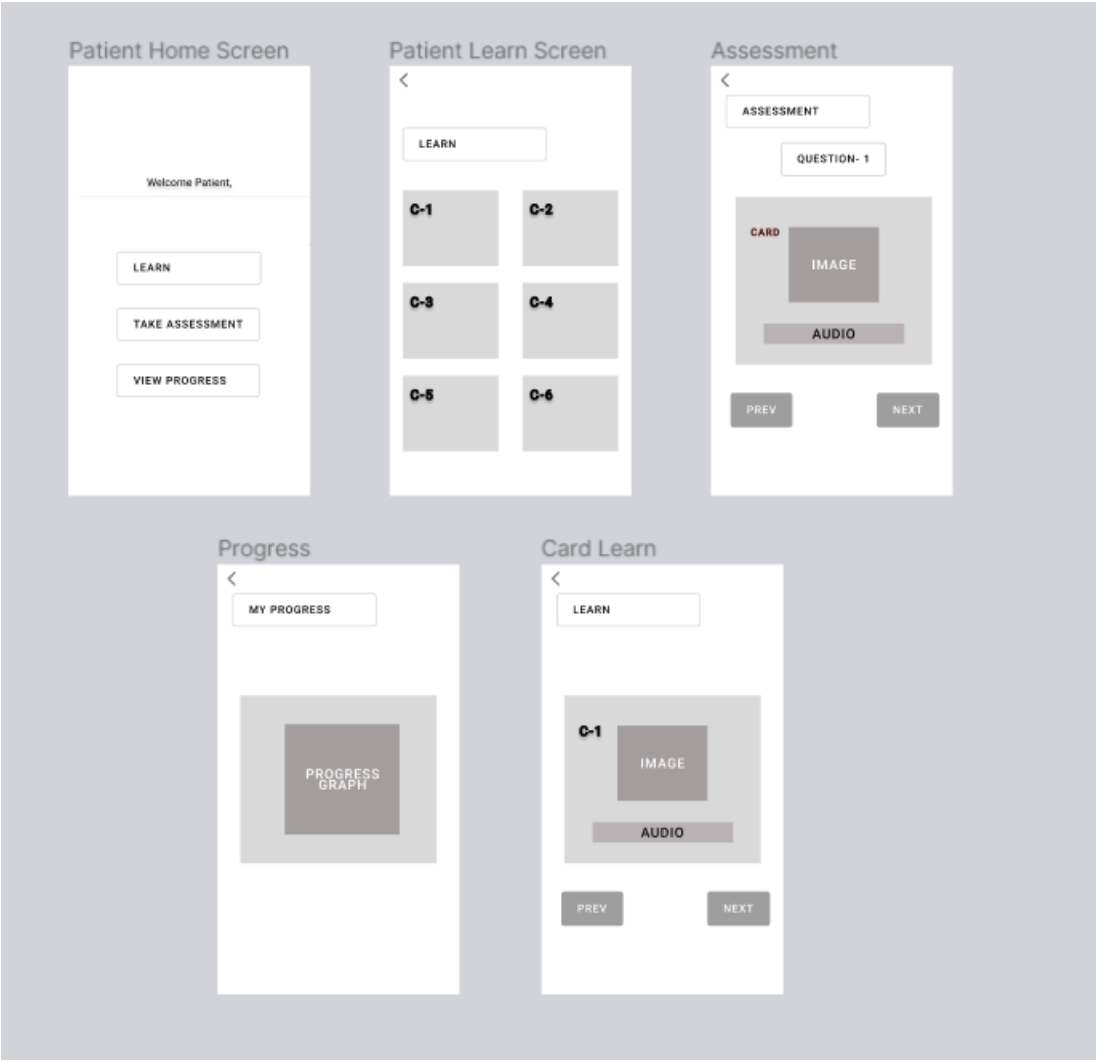 Patient Home Screen
Welcome Patient,
LEARN
TAKE ASSESSMENT
VIEW PROGRESS
Patient Learn Screen
LEARN
C-1
C-2
C-3
C-4
C-5
C-6
Assessment
ASSESSMENT
QUESTION- 1
CARD
IMAGE
AUDIO
PREV
NEXT
Progress
MY PROGRESS
PROGRESS
GRAPH
Card Learn
LEARN
C-1
IMAGE
AUDIO
PREV
NEXT